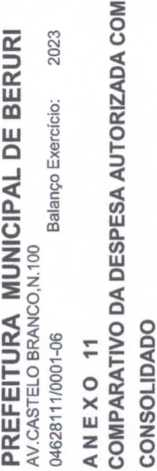 PREFEITURA MUNICIPAL DE BERURI
AV.CASTELO BRANCO,N.100
04628111/0001-06 Balanço Exercício: 2023
A N E X O 11
COMPARATIVO DA DESPESA AUTORIZADA COM
CONSOLIDADO